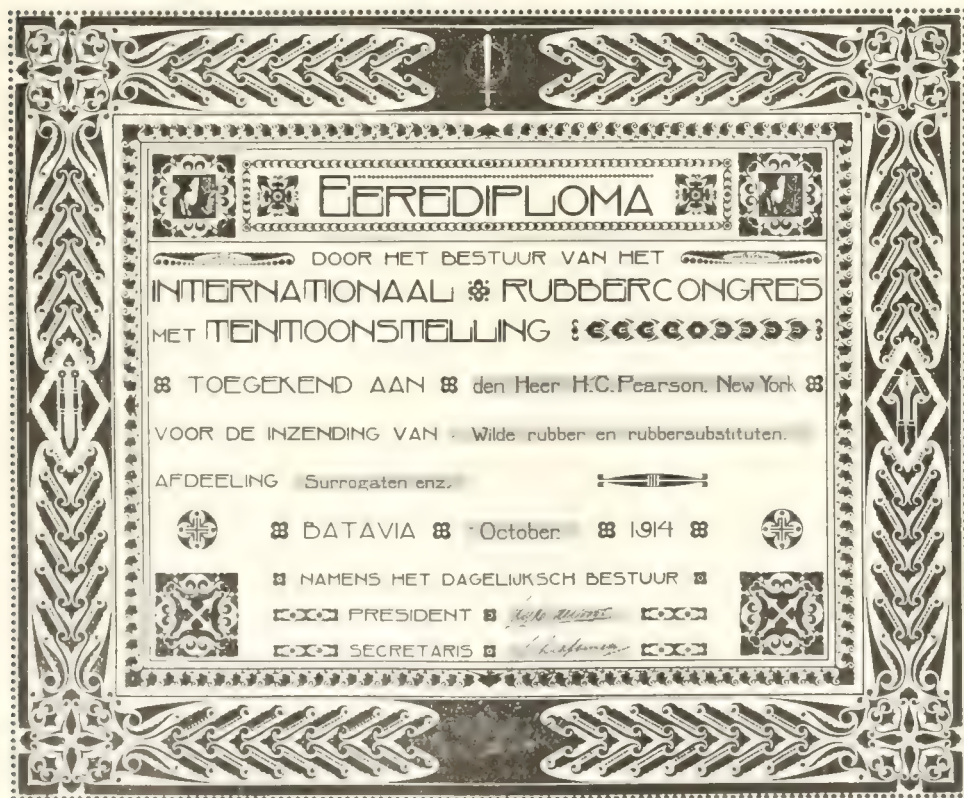 EEREDIPLOMA
DOOR HET BESTUUR VAN HET
INTERNATIONAAL RUBBERCONGRES
MET TENTOONSTELLING
TOEGEKEND AAN den Heer H.C. Pearson. New York
VOOR DE INZENDING VAN Wilde rubber en rubbersubstituten.
AFDEELING Surrogaten enz.
BATAVIA October 1914
NAMENS HET DAGELIJKSCH BESTUUR
PRESIDENT
SECRETARIS